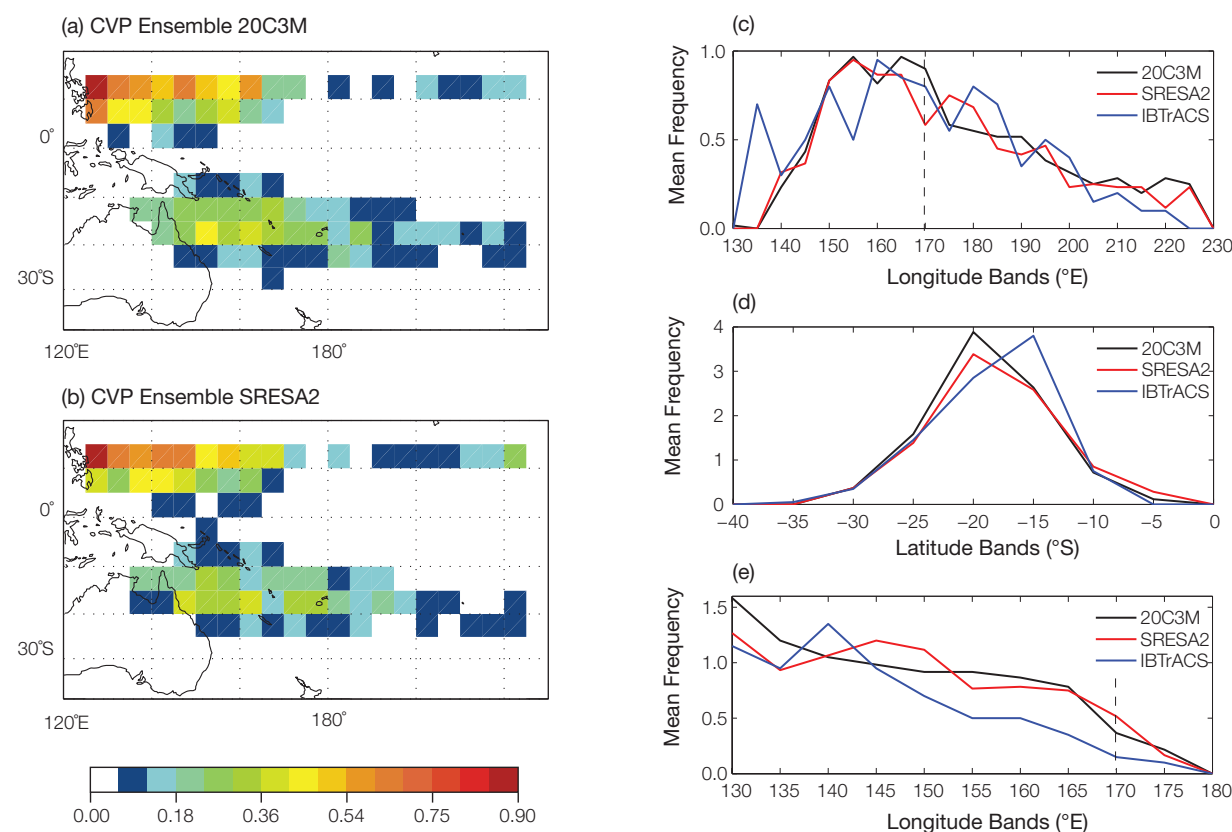 (a) CVP Ensemble 20C3M
0°
30°S
120°E 180°
(b) CVP Ensemble SRESA2
0°
30°S
120°E 180°
0.00 0.18 0.36 0.54 0.75 0.90
(c)
Mean Frequency
1.0
0.5
0.0
20C3M
SRESA2
IBTrACS
130 140 150 160 170 180 190 200 210 220 230
Longitude Bands (°E)
(d)
Mean Frequency
4
3
2
1
0
20C3M
SRESA2
IBTrACS
−40 −35 −30 −25 −20 −15 −10 −5 0
Latitude Bands (°S)
(e)
Mean Frequency
1.5
1.0
0.5
0.0
20C3M
SRESA2
IBTrACS
130 135 140 145 150 155 160 165 170 175 180
Longitude Bands (°E)